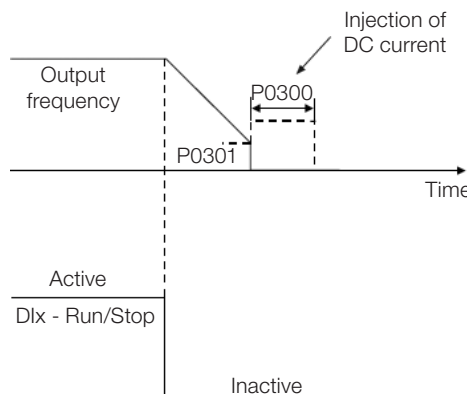 Injection of
DC current
Output
frequency
P0300
P0301
Time
Active
DIx - Run/Stop
Inactive